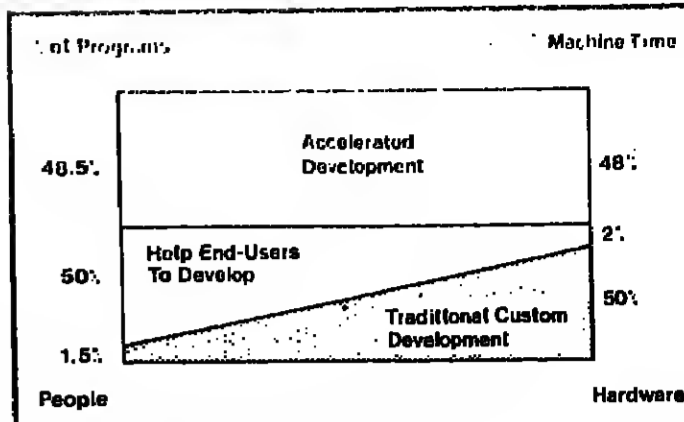 % of Programs
% Machine Time
Accelerated
Development
48.5%
48%
2%
Help End-Users
To Develop
50%
50%
Traditional Custom
Development
1.5%
People
Hardware